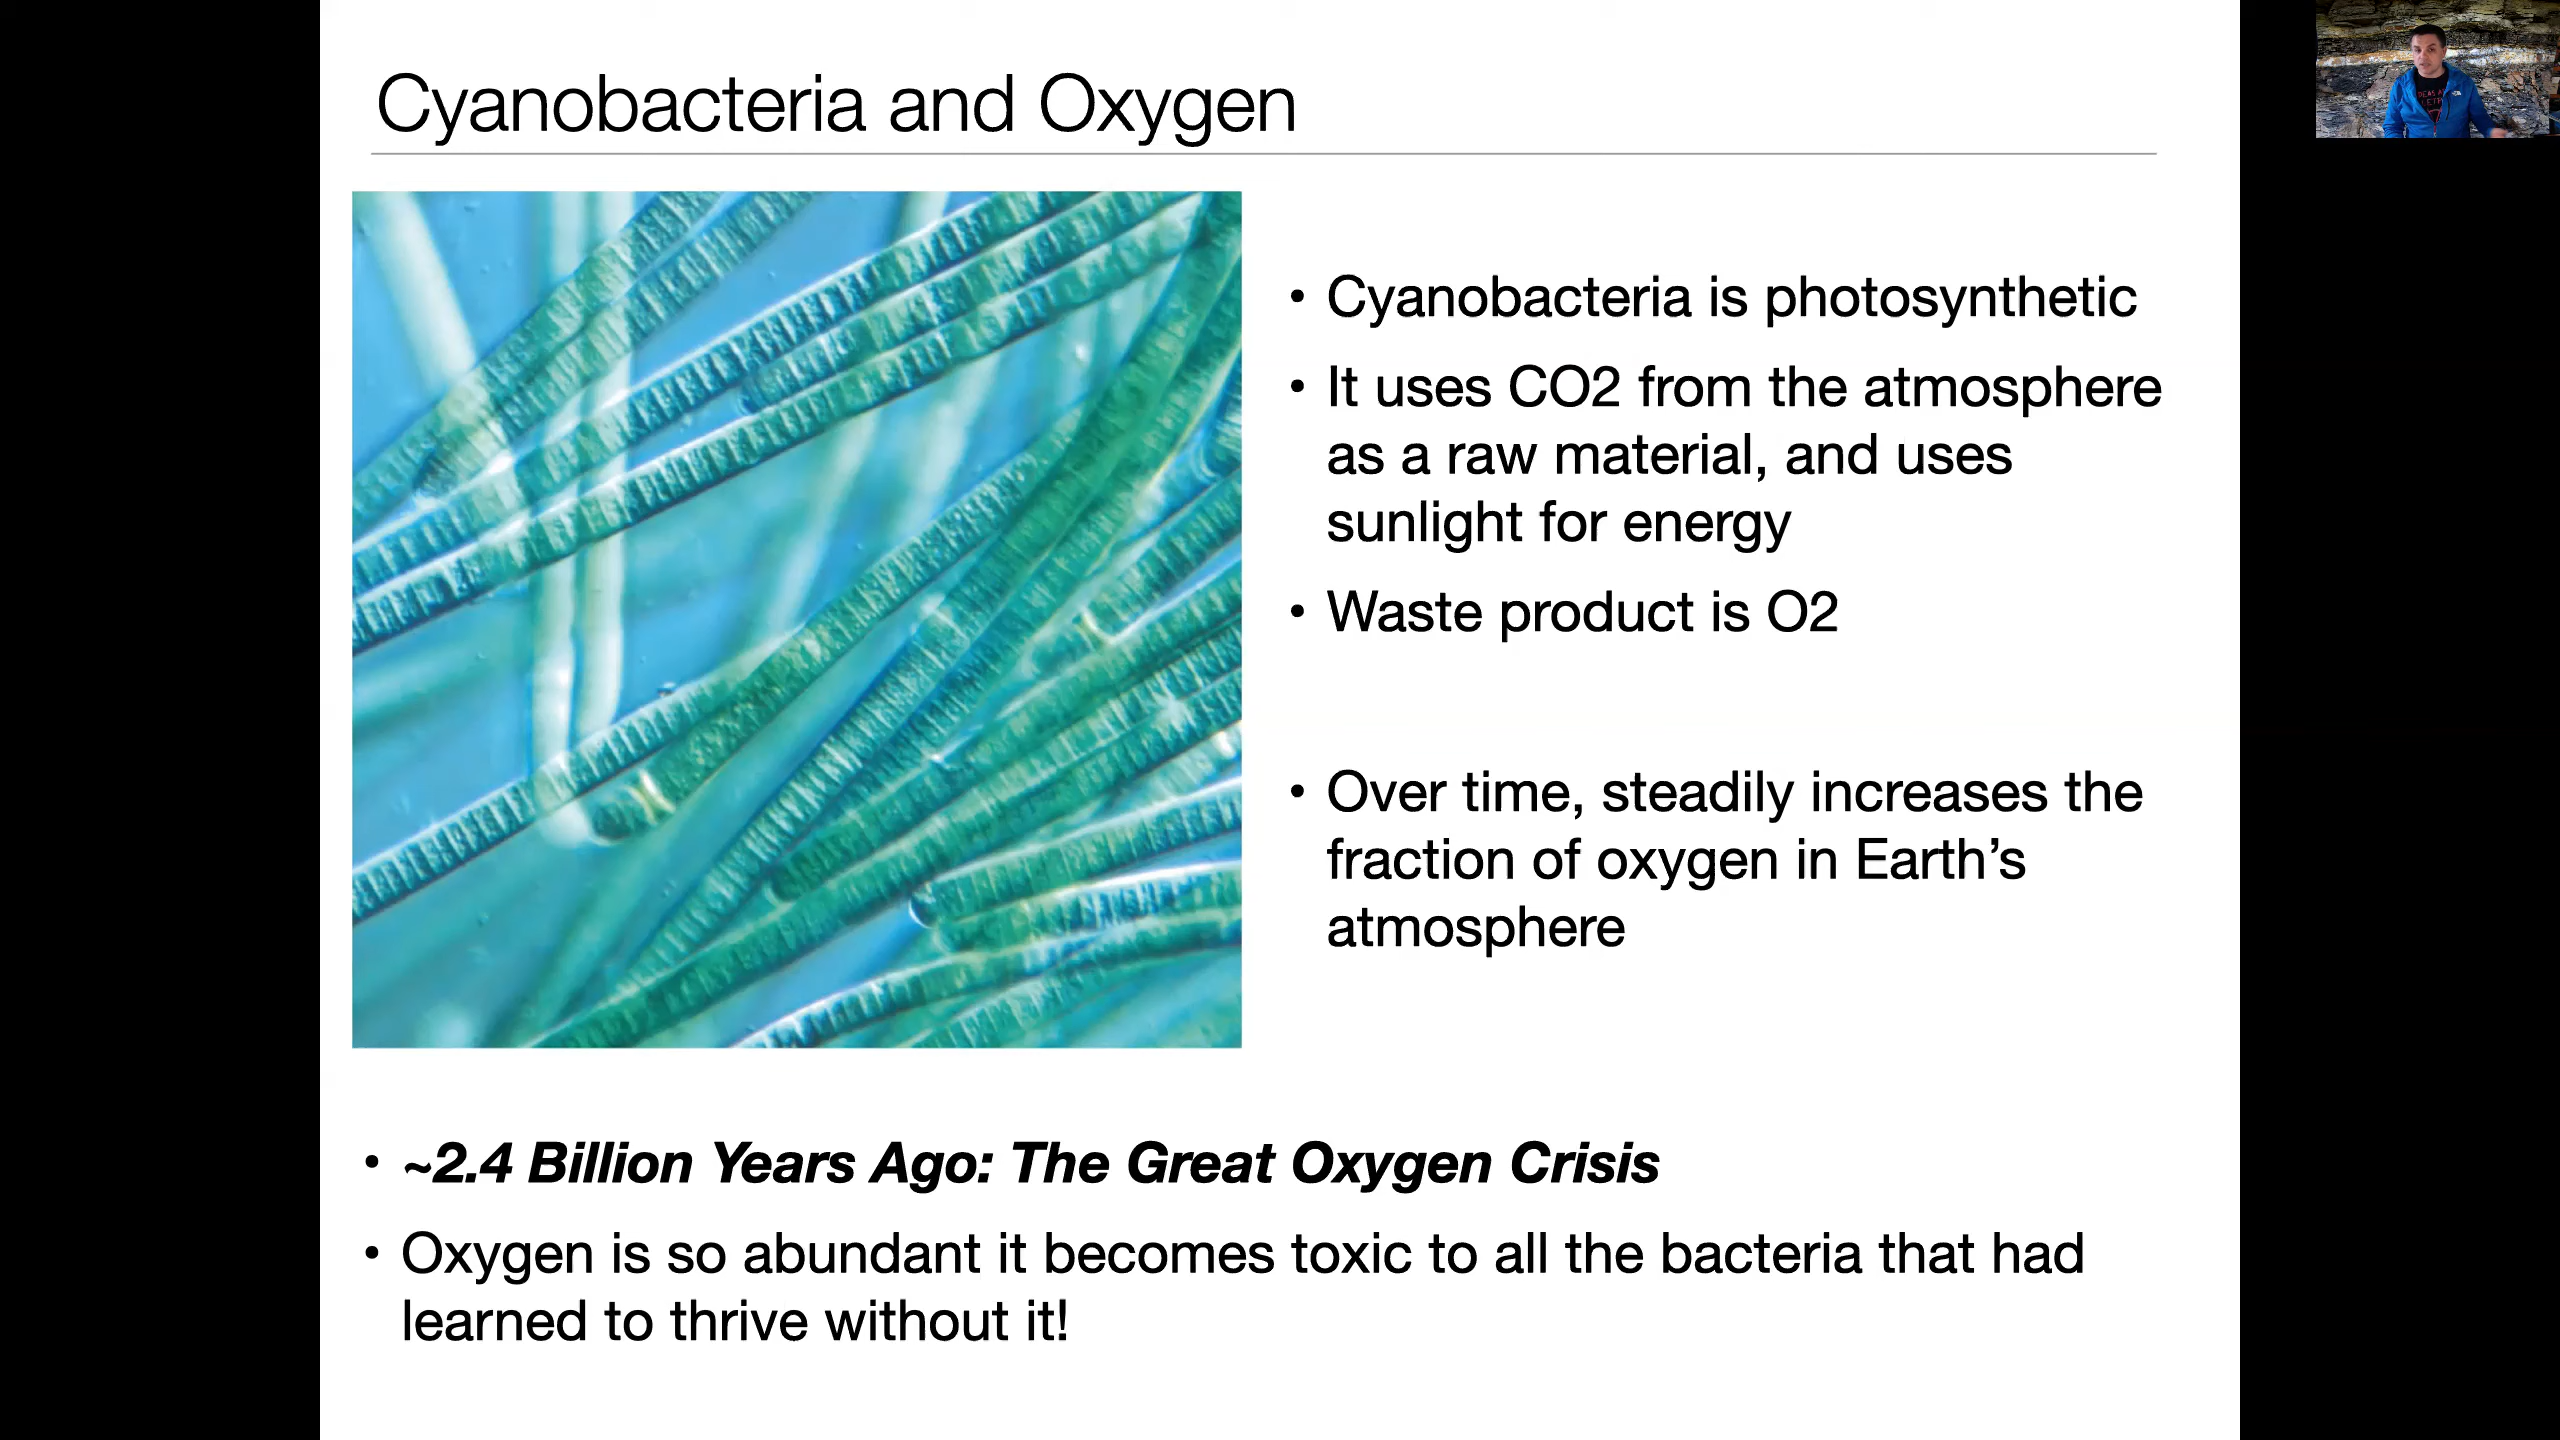 Cyanobacteria and Oxygen
• Cyanobacteria is photosynthetic
• It uses CO2 from the atmosphere
as a raw material, and uses
sunlight for energy
• Waste product is O2
• Over time, steadily increases the
fraction of oxygen in Earth’s
atmosphere
• ~2.4 Billion Years Ago: The Great Oxygen Crisis
• Oxygen is so abundant it becomes toxic to all the bacteria that had
learned to thrive without it!